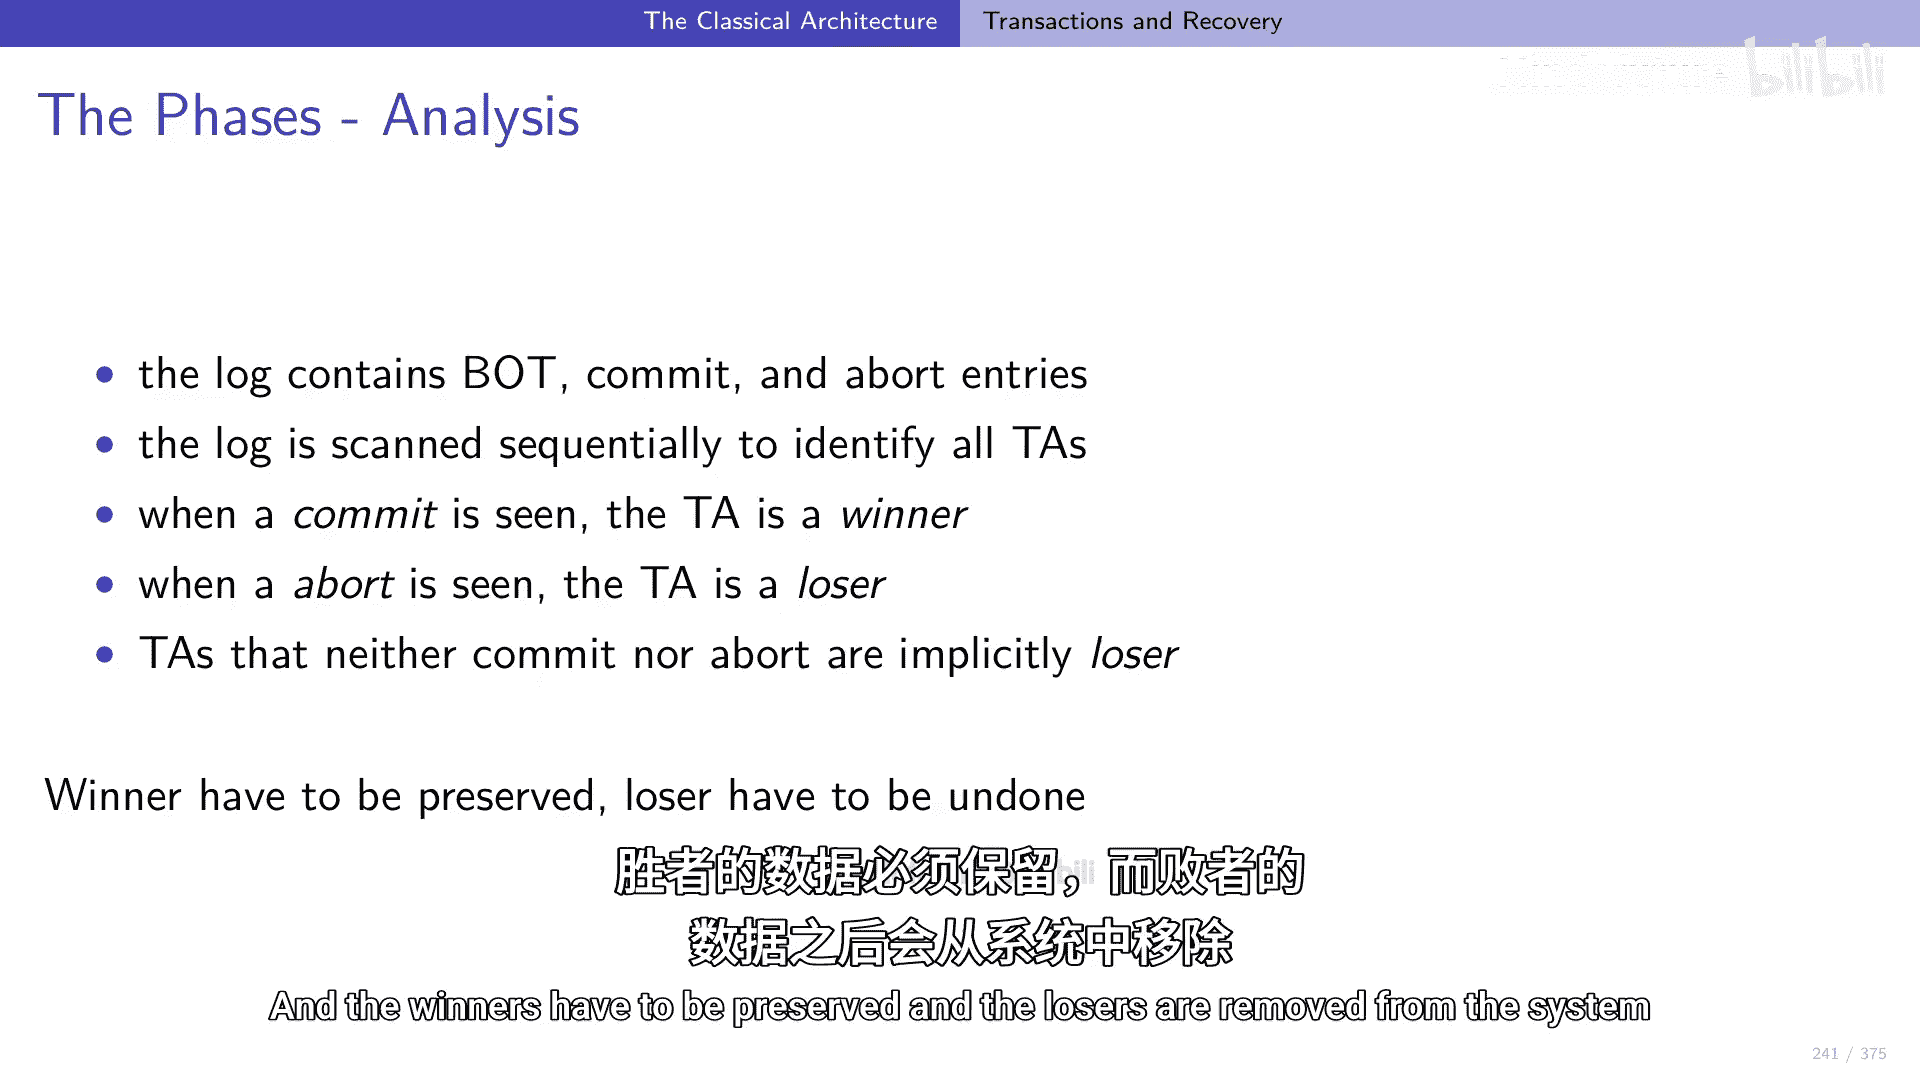 The Classical Architecture
Transactions and Recovery
bilibili
The Phases - Analysis
• the log contains BOT, commit, and abort entries
• the log is scanned sequentially to identify all TAs
• when a commit is seen, the TA is a winner
• when a abort is seen, the TA is a loser
• TAs that neither commit nor abort are implicitly loser
Winner have to be preserved, loser have to be undone
胜者的数据必须保留，而败者的
数据之后会从系统中移除
And the winners have to be preserved and the losers are removed from the system
241 / 375